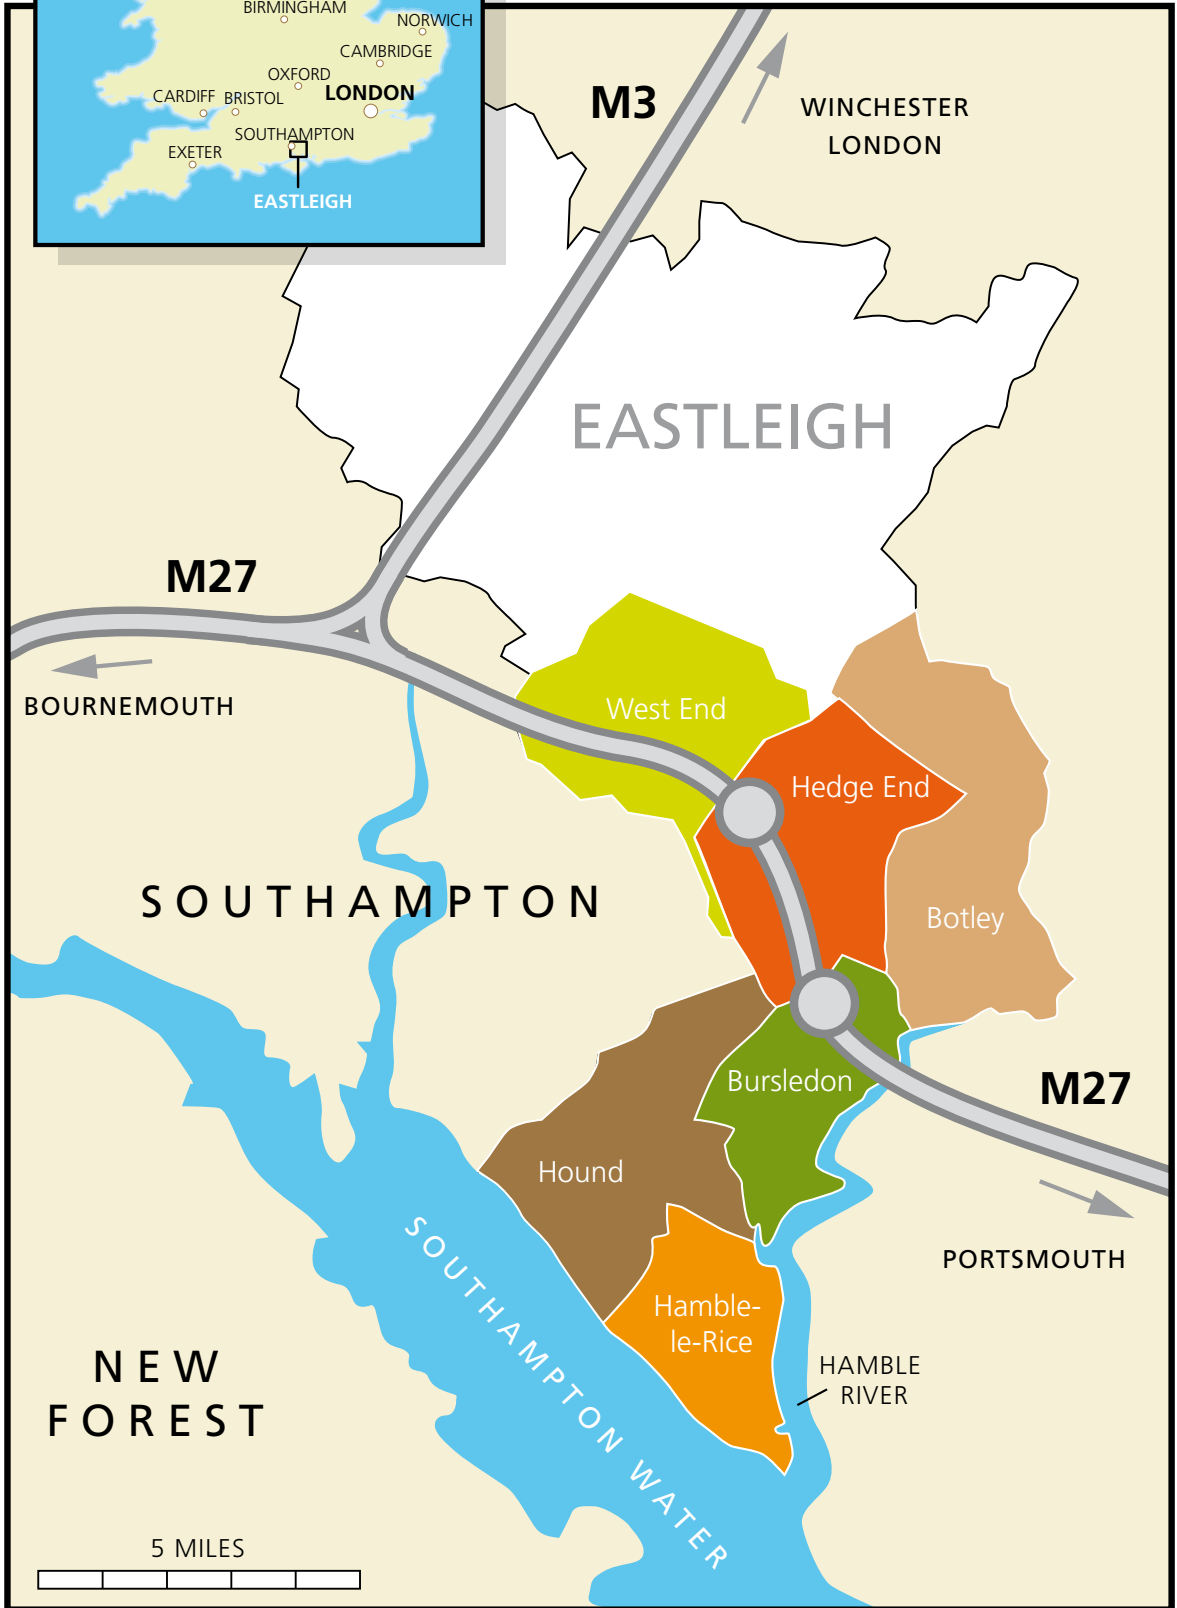 BIRMINGHAM
NORWICH
CAMBRIDGE
OXFORD
CARDIFF
BRISTOL
LONDON
SOUTHAMPTON
EXETER
EASTLEIGH
M3
WINCHESTER
LONDON
EASTLEIGH
M27
BOURNEMOUTH
West End
Hedge End
SOUTHAMPTON
Botley
Bursledon
M27
Hound
PORTSMOUTH
SOUTHAMPTON WATER
Hamble-
le-Rice
NEW
FOREST
HAMBLE
RIVER
5 MILES